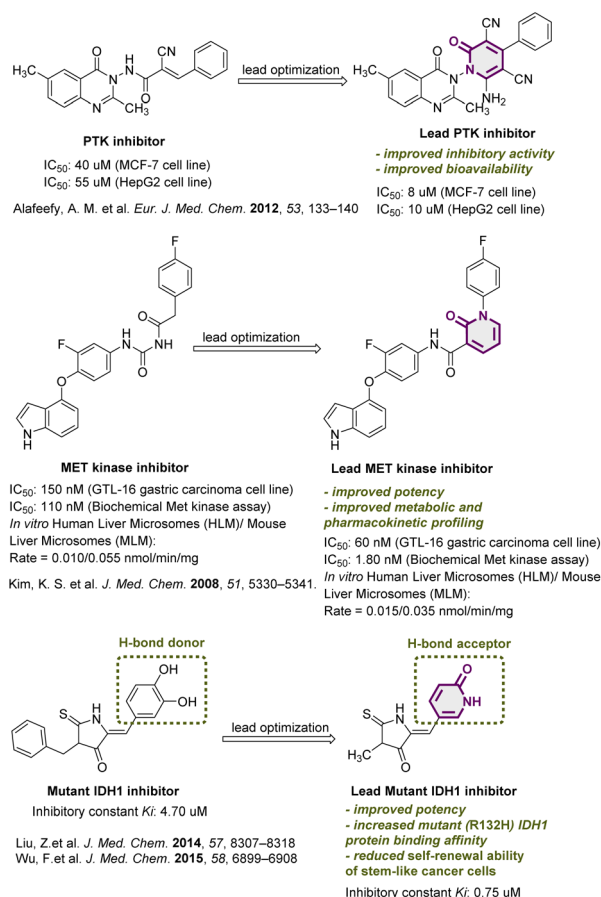 CN
H₃C
O
N
NH
O
N
CH₃
lead optimization
H₃C
O
N
N
CH₃
O
CN
CN
NH₂
PTK inhibitor
IC₅₀: 40 uM (MCF-7 cell line)
IC₅₀: 55 uM (HepG2 cell line)
Alafeefy, A. M. et al. Eur. J. Med. Chem. 2012, 53, 133–140
Lead PTK inhibitor
- improved inhibitory activity
- improved bioavailability
IC₅₀: 8 uM (MCF-7 cell line)
IC₅₀: 10 uM (HepG2 cell line)
F
O
F
H
N
NH
O
O
N
H
lead optimization
F
O
N
F
H
N
O
O
N
H
MET kinase inhibitor
IC₅₀: 150 nM (GTL-16 gastric carcinoma cell line)
IC₅₀: 110 nM (Biochemical Met kinase assay)
In vitro Human Liver Microsomes (HLM)/ Mouse
Liver Microsomes (MLM):
Rate = 0.010/0.055 nmol/min/mg
Kim, K. S. et al. J. Med. Chem. 2008, 51, 5330–5341.
Lead MET kinase inhibitor
- improved potency
- improved metabolic and
pharmacokinetic profiling
IC₅₀: 60 nM (GTL-16 gastric carcinoma cell line)
IC₅₀: 1.80 nM (Biochemical Met kinase assay)
In vitro Human Liver Microsomes (HLM)/ Mouse
Liver Microsomes (MLM):
Rate = 0.015/0.035 nmol/min/mg
H-bond donor
OH
OH
S
H
N
O
lead optimization
H-bond acceptor
O
NH
S
H
N
H₃C
O
Mutant IDH1 inhibitor
Inhibitory constant Ki: 4.70 uM
Liu, Z.et al. J. Med. Chem. 2014, 57, 8307–8318
Wu, F.et al. J. Med. Chem. 2015, 58, 6899–6908
Lead Mutant IDH1 inhibitor
- improved potency
- increased mutant (R132H) IDH1
protein binding affinity
- reduced self-renewal ability
of stem-like cancer cells
Inhibitory constant Ki: 0.75 uM